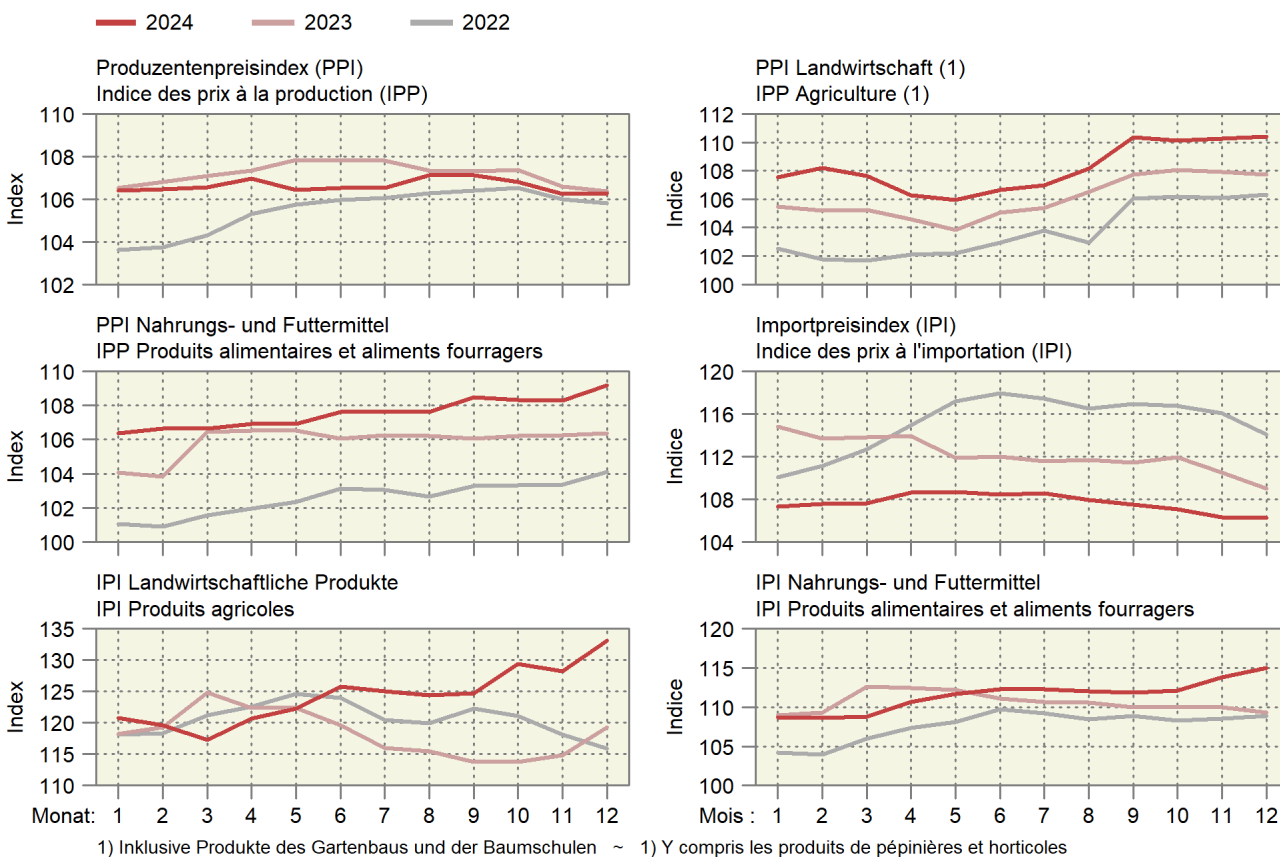 2024 2023 2022
Produzentenpreisindex (PPI)
Indice des prix à la production (IPP)
110
108
106
104
102
Index
PPI Landwirtschaft (1)
IPP Agriculture (1)
112
110
108
106
104
102
100
Indice
PPI Nahrungs- und Futtermittel
IPP Produits alimentaires et aliments fourragers
110
108
106
104
102
100
Index
Importpreisindex (IPI)
Indice des prix à l'importation (IPI)
120
116
112
108
104
Indice
IPI Landwirtschaftliche Produkte
IPI Produits agricoles
135
130
125
120
115
110
Index
Monat: 1 2 3 4 5 6 7 8 9 10 11 12
IPI Nahrungs- und Futtermittel
IPI Produits alimentaires et aliments fourragers
120
115
110
105
100
Indice
Mois : 1 2 3 4 5 6 7 8 9 10 11 12
1) Inklusive Produkte des Gartenbaus und der Baumschulen ~ 1) Y compris les produits de pépinières et horticoles